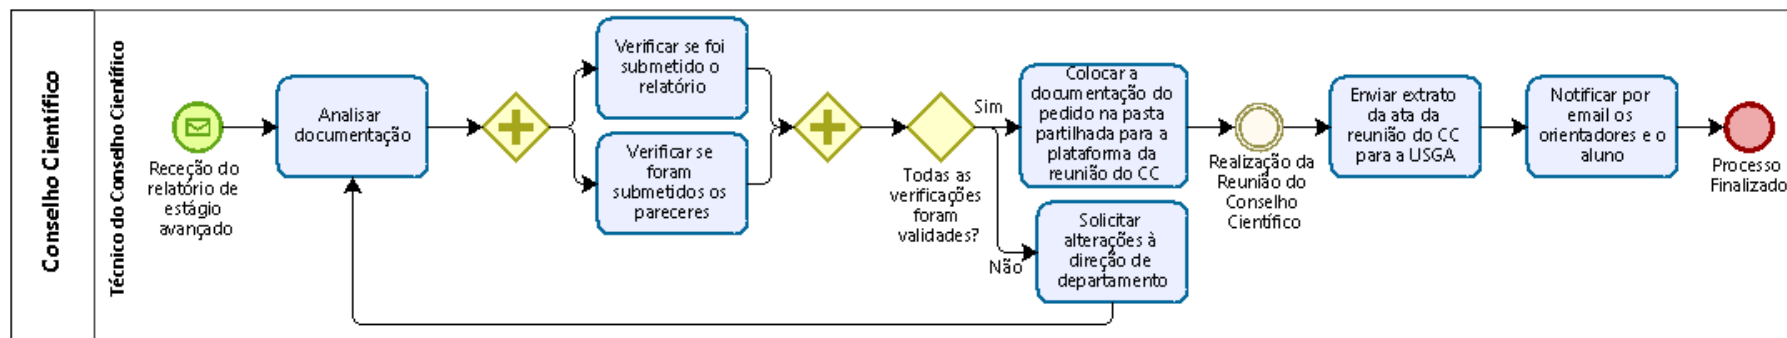 Conselho Científico
Técnico do Conselho Científico
Receção do
relatório de
estágio
avançado
Analisar
documentação
Verificar se foi
submetido o
relatório
Verificar se
foram
submetidos os
pareceres
Todas as
verificações
foram
validades?
Sim
Não
Colocar a
documentação do
pedido na pasta
partilhada para a
plataforma da
reunião do CC
Solicitar
alterações à
direção de
departamento
Realização da
Reunião do
Conselho
Científico
Enviar extrato
da ata da
reunião do CC
para a USGA
Notificar por
email os
orientadores e o
aluno
Processo
Finalizado